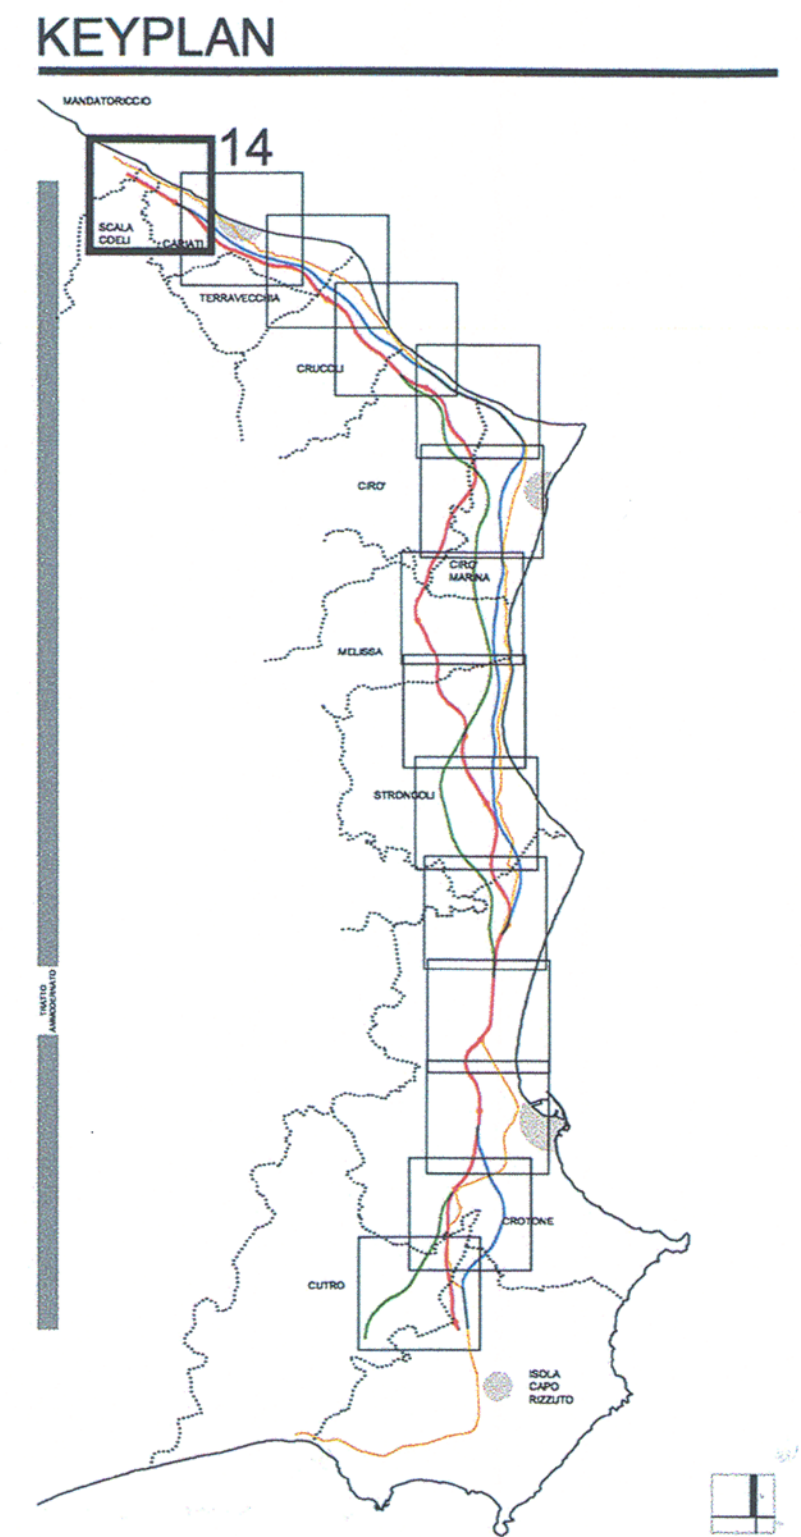 KEYPLAN
MANDATORICCIO
14
SCALA
COELI
CARIATI
TERRAVECCHIA
CRUCOLI
CIRO'
CIRO'
MARINA
MELISSA
STRONGOLI
TRATTO
AMMODERNATO
CROTONE
CUTRO
ISOLA
CAPO
RIZZUTO